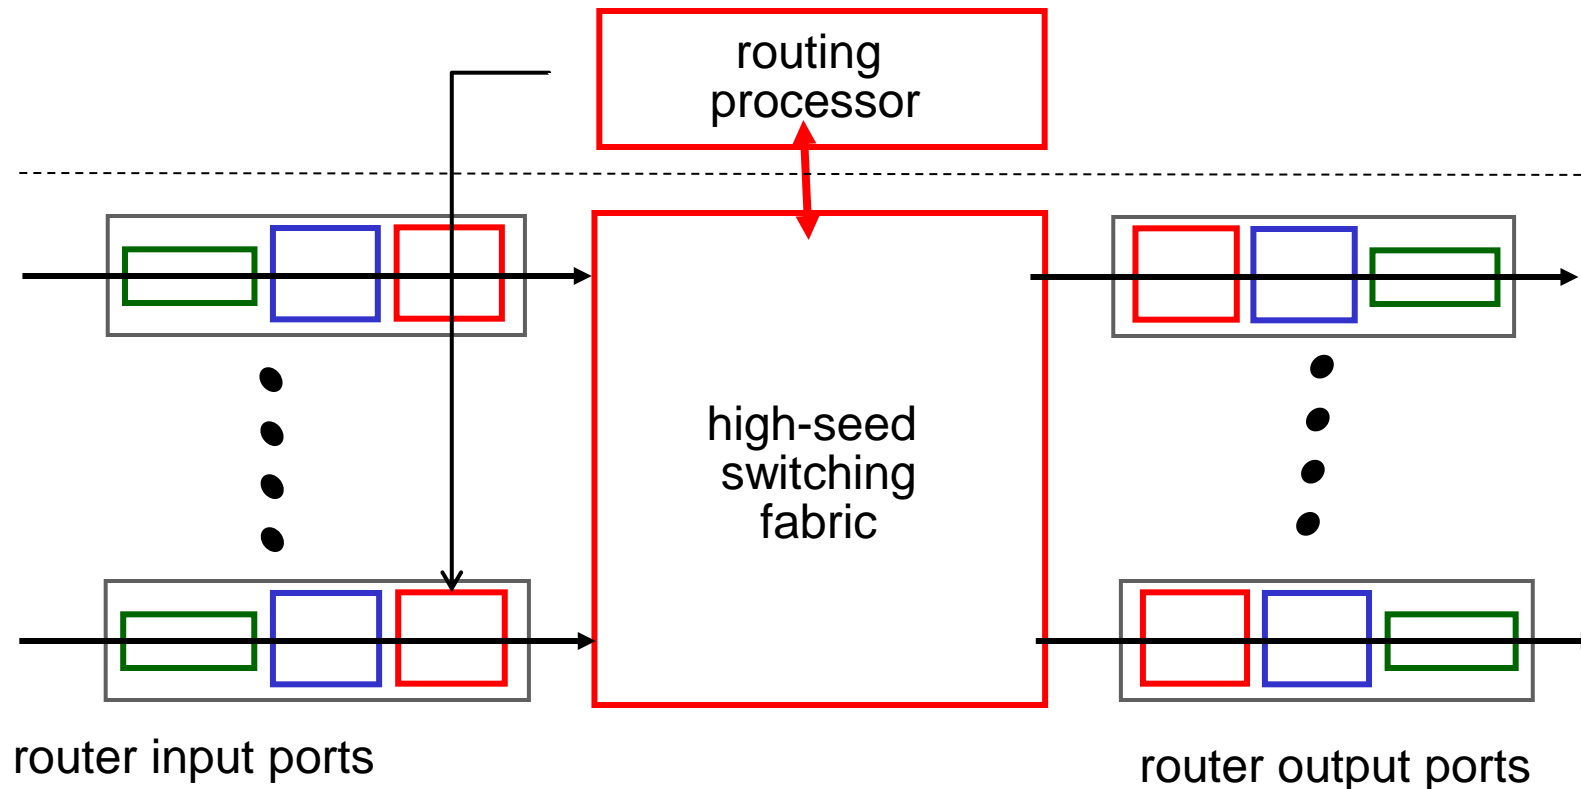 routing
processor
high-seed
switching
fabric
router input ports
router output ports